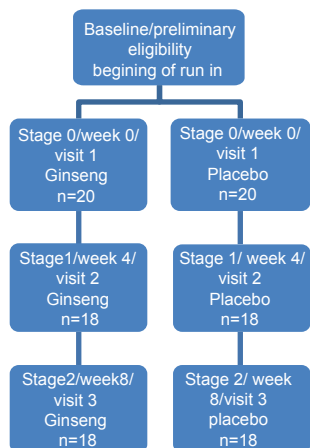 Baseline/preliminary
eligibility
begining of run in
Stage 0/week 0/
visit 1
Ginseng
n=20
Stage 0/week 0/
visit 1
Placebo
n=20
Stage1/week 4/
visit 2
Ginseng
n=18
Stage 1/ week 4/
visit 2
Placebo
n=18
Stage2/week8/
visit 3
Ginseng
n=18
Stage 2/ week
8/visit 3
placebo
n=18